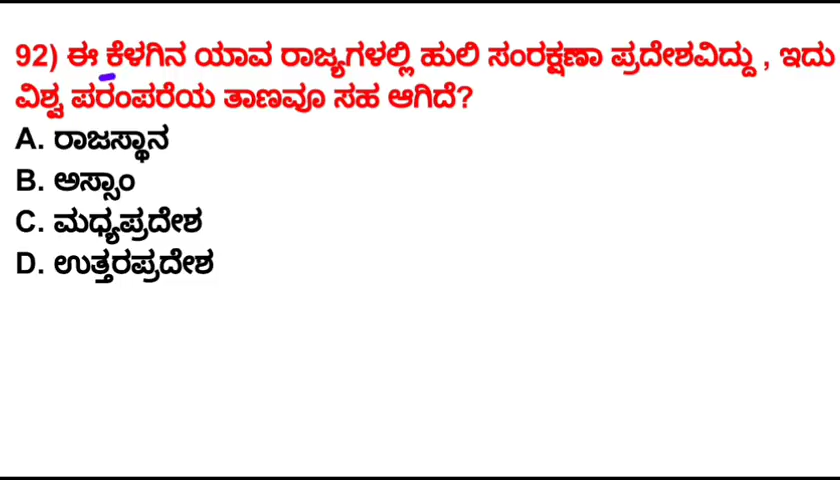 92) ಈ ಕೆಳಗಿನ ಯಾವ ರಾಜ್ಯಗಳಲ್ಲಿ ಹುಲಿ ಸಂರಕ್ಷಣಾ ಪ್ರದೇಶವಿದ್ದು , ಇದು
ವಿಶ್ವ ಪರಂಪರೆಯ ತಾಣವೂ ಸಹ ಆಗಿದೆ?
A. ರಾಜಸ್ಥಾನ
B. ಅಸ್ಸಾಂ
C. ಮಧ್ಯಪ್ರದೇಶ
D. ಉತ್ತರಪ್ರದೇಶ